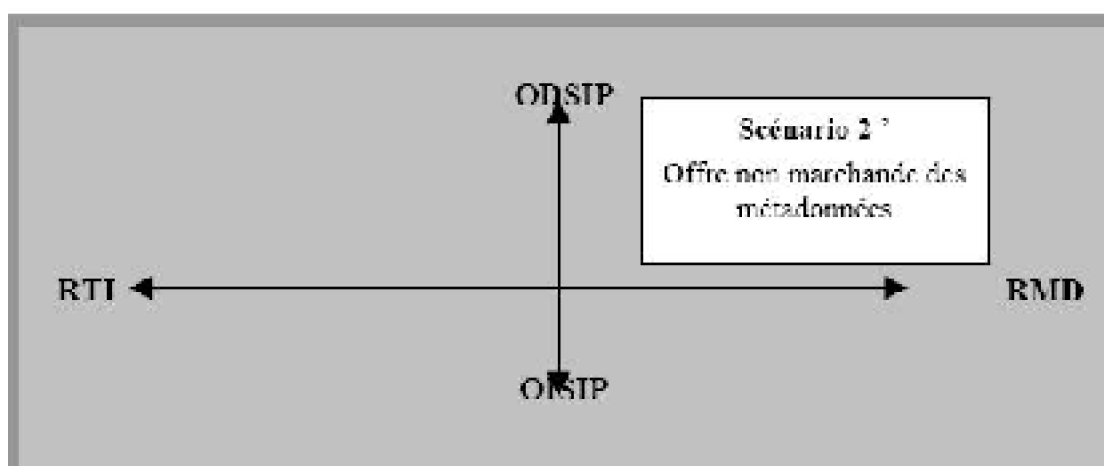 ODSIP
Scénario 2 ’
Offre non marchande des
métadonnées
RTI
RMD
OISIP